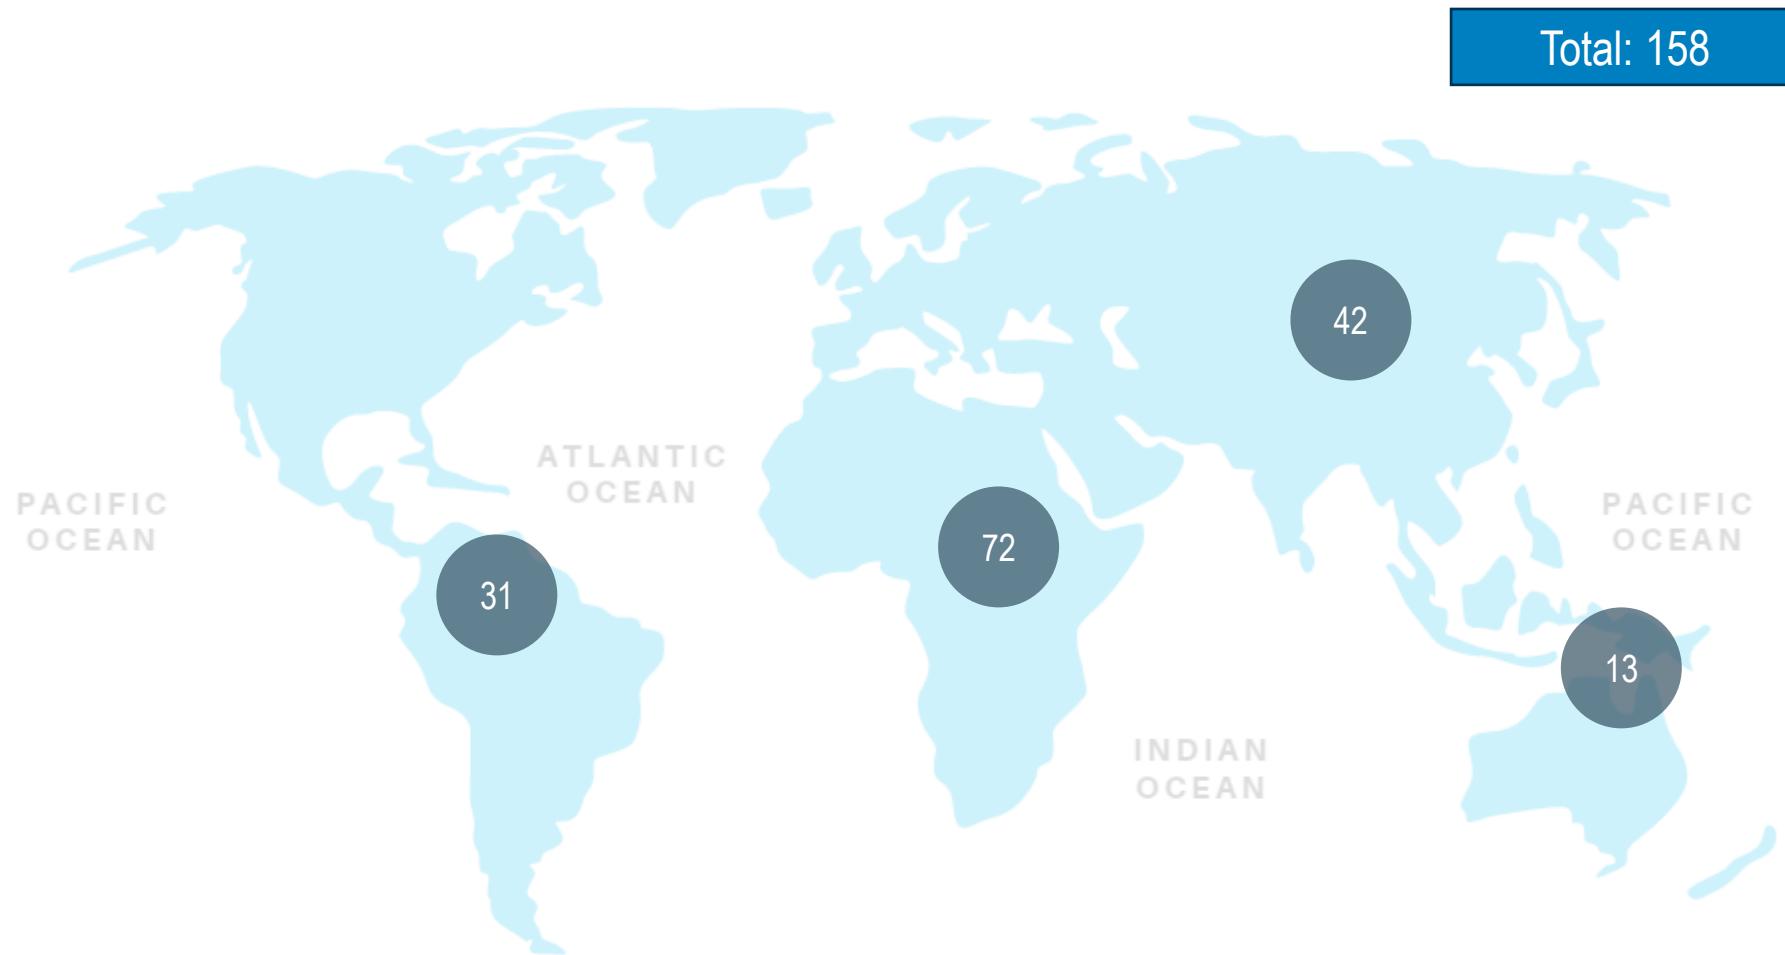 Total: 158
42
ATLANTIC
OCEAN
PACIFIC
OCEAN
PACIFIC
OCEAN
72
31
13
INDIAN
OCEAN